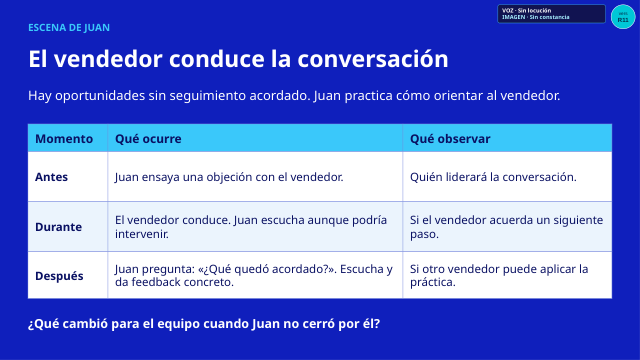 VOZ · Sin locución
IMAGEN · Sin constancia
R11
ESCENA DE JUAN
El vendedor conduce la conversación
Hay oportunidades sin seguimiento acordado. Juan practica cómo orientar al vendedor.
Momento Qué ocurre Qué observar
Antes Juan ensaya una objeción con el vendedor. Quién liderará la conversación.
Durante El vendedor conduce. Juan escucha aunque podría intervenir. Si el vendedor acuerda un siguiente paso.
Después Juan pregunta: «¿Qué quedó acordado?». Escucha y da feedback concreto. Si otro vendedor puede aplicar la práctica.
¿Qué cambió para el equipo cuando Juan no cerró por él?